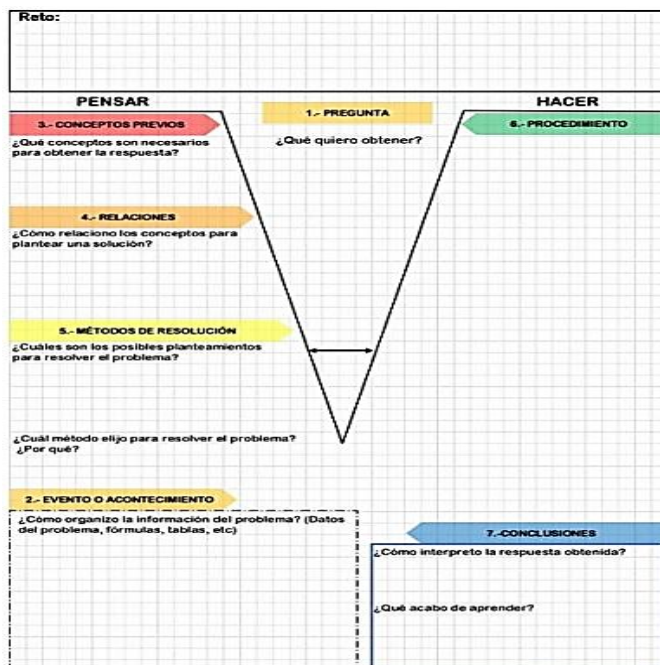 Reto:
PENSAR
HACER
1.- PREGUNTA
¿Qué quiero obtener?
3.- CONCEPTOS PREVIOS
¿Qué conceptos son necesarios
para obtener la respuesta?
6.- PROCEDIMIENTO
4.- RELACIONES
¿Cómo relaciono los conceptos para
plantear una solución?
5.- MÉTODOS DE RESOLUCIÓN
¿Cuáles son los posibles planteamientos
para resolver el problema?
¿Cuál método elijo para resolver el problema?
¿Por qué?
2.- EVENTO O ACONTECIMIENTO
¿Cómo organizo la información del problema? (Datos
del problema, fórmulas, tablas, etc)
7.-CONCLUSIONES
¿Cómo interpreto la respuesta obtenida?
¿Qué acabo de aprender?